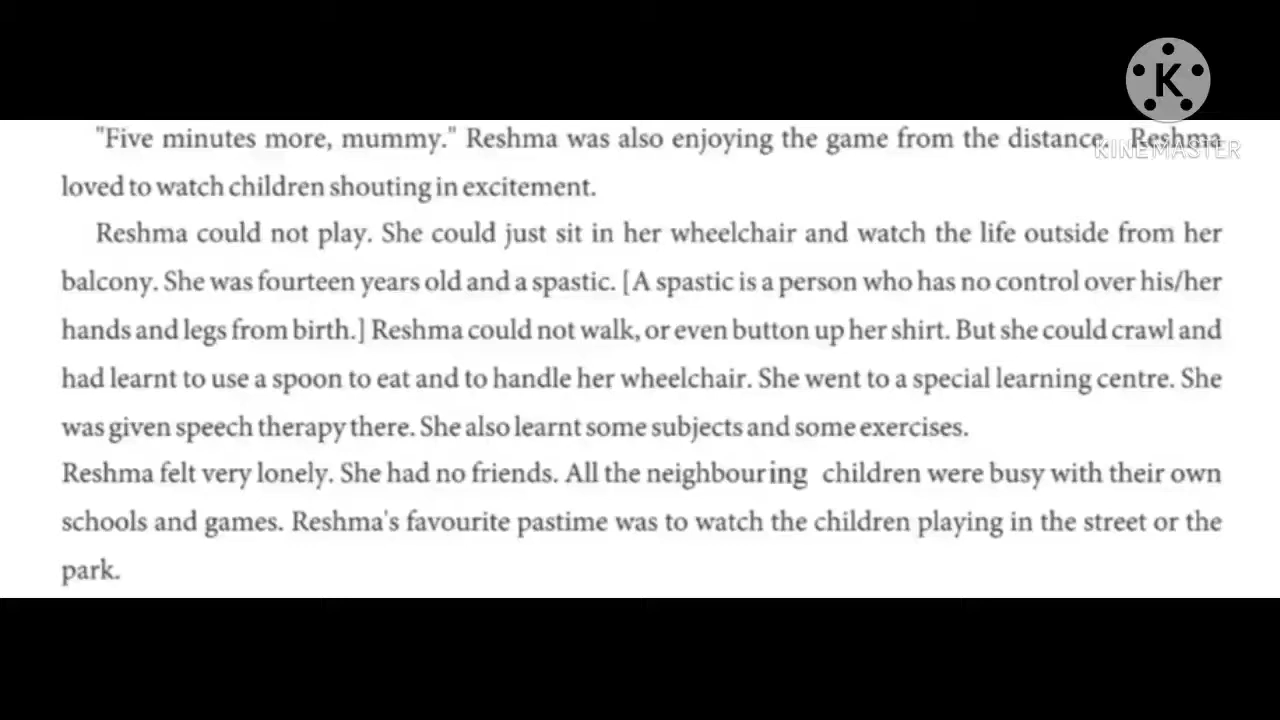 K
KINEMASTER
"Five minutes more, mummy." Reshma was also enjoying the game from the distance. Reshma
loved to watch children shouting in excitement.
Reshma could not play. She could just sit in her wheelchair and watch the life outside from her
balcony. She was fourteen years old and a spastic. [A spastic is a person who has no control over his/her
hands and legs from birth.] Reshma could not walk, or even button up her shirt. But she could crawl and
had learnt to use a spoon to eat and to handle her wheelchair. She went to a special learning centre. She
was given speech therapy there. She also learnt some subjects and some exercises.
Reshma felt very lonely. She had no friends. All the neighbouring children were busy with their own
schools and games. Reshma's favourite pastime was to watch the children playing in the street or the
park.